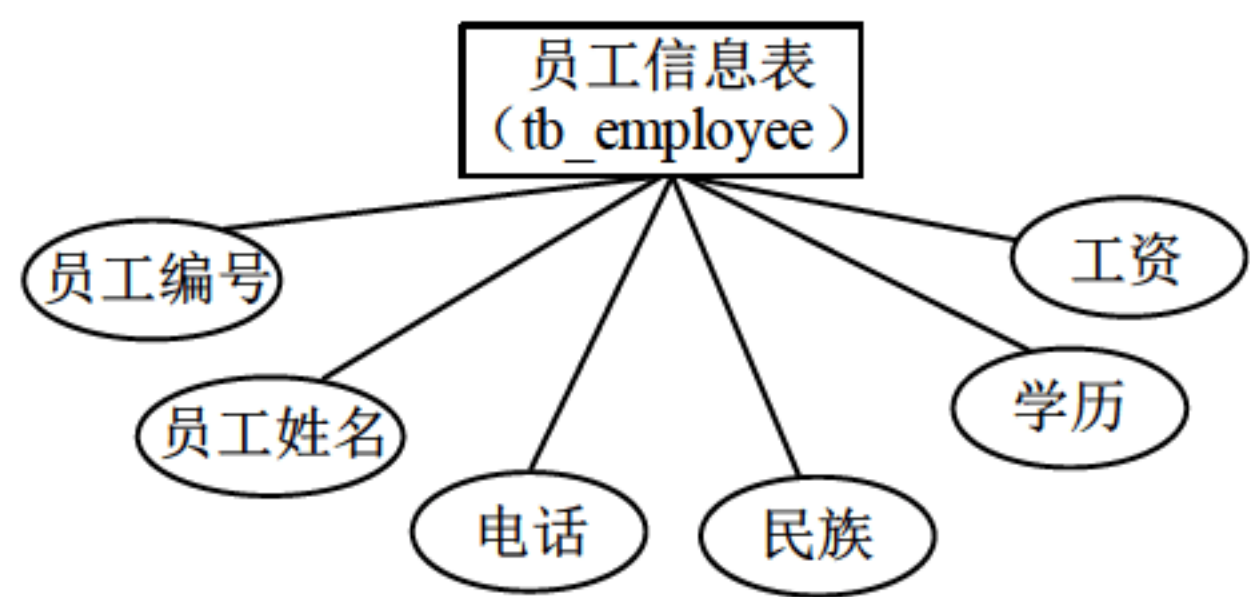 员工信息表
（tb_employee）
员工编号
工资
员工姓名
学历
电话
民族